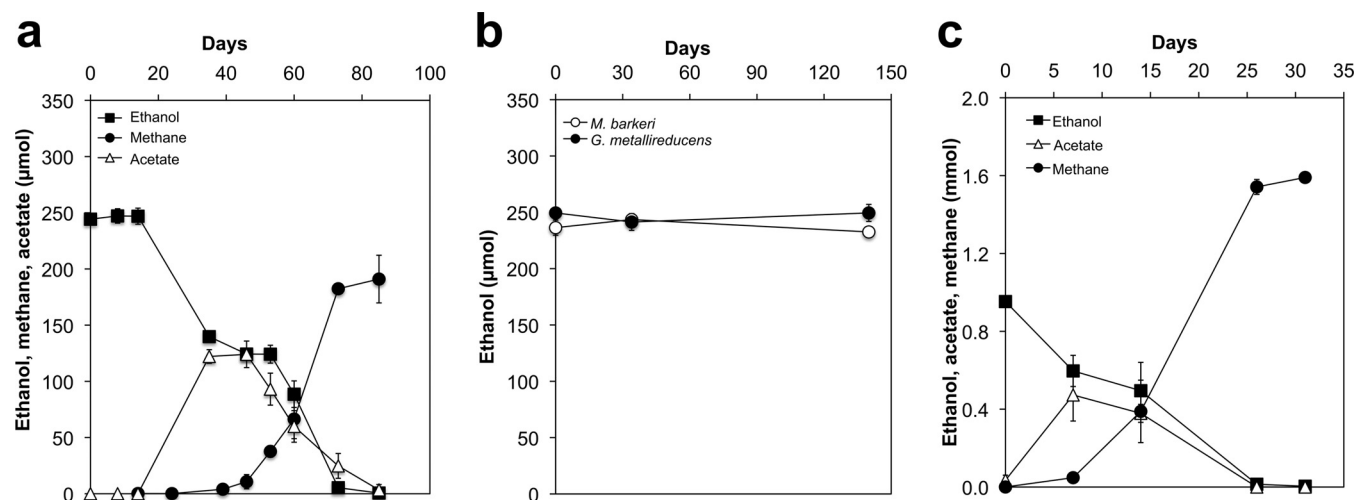 a
Days
0 20 40 60 80 100
Ethanol, methane, acetate (µmol)
350
300
250
200
150
100
50
0
Ethanol
Methane
Acetate
b
Days
0 30 60 90 120 150
Ethanol (µmol)
350
300
250
200
150
100
50
0
M. barkeri
G. metallireducens
c
Days
0 5 10 15 20 25 30 35
Ethanol, acetate, methane (mmol)
2.0
1.6
1.2
0.8
0.4
0.0
Ethanol
Acetate
Methane